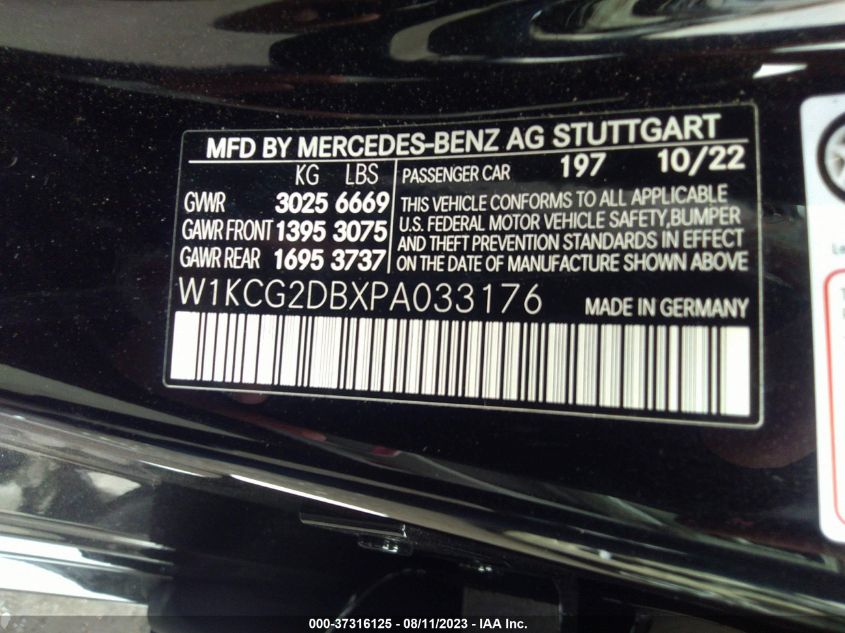 MFD BY MERCEDES-BENZ AG STUTTGART
KG LBS
GVWR 3025 6669
GAWR FRONT 1395 3075
GAWR REAR 1695 3737
PASSENGER CAR 197 10/22
THIS VEHICLE CONFORMS TO ALL APPLICABLE
U.S. FEDERAL MOTOR VEHICLE SAFETY,BUMPER
AND THEFT PREVENTION STANDARDS IN EFFECT
ON THE DATE OF MANUFACTURE SHOWN ABOVE
W1KCG2DBXPA033176 MADE IN GERMANY
000-37316125 - 08/11/2023 - IAA Inc.